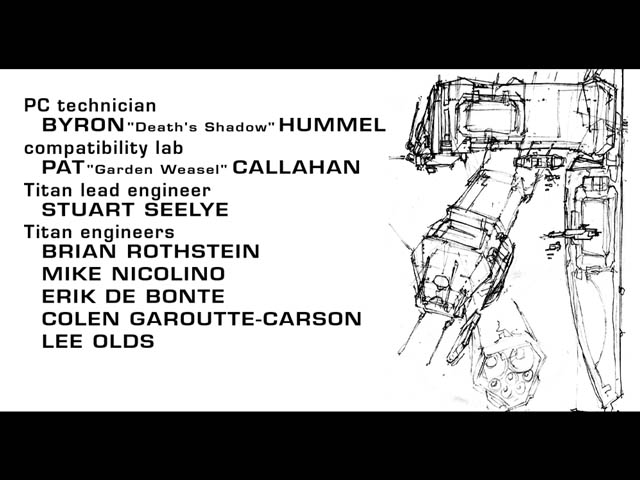 PC technician
BYRON "Death's Shadow" HUMMEL
compatibility lab
PAT "Garden Weasel" CALLAHAN
Titan lead engineer
STUART SEELYE
Titan engineers
BRIAN ROTHSTEIN
MIKE NICOLINO
ERIK DE BONTE
COLEN GAROUTTE-CARSON
LEE OLDS